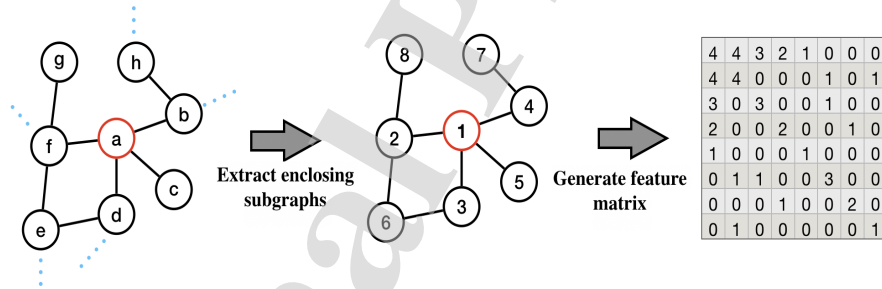 g
h
b
f
a
c
d
e
Extract enclosing
subgraphs
8
7
4
2
1
5
3
6
Generate feature
matrix
4 4 3 2 1 0 0 0
4 4 0 0 0 1 0 1
3 0 3 0 0 1 0 0
2 0 0 2 0 0 1 0
1 0 0 0 1 0 0 0
0 1 1 0 0 3 0 0
0 0 0 1 0 0 2 0
0 1 0 0 0 0 0 1